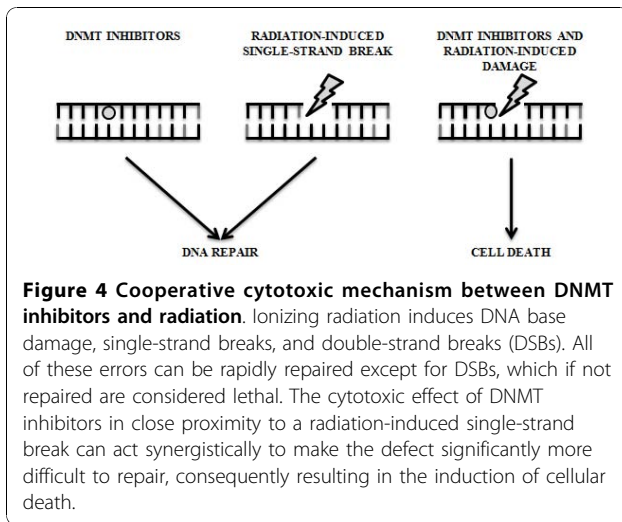 DNMT INHIBITORS
RADIATION-INDUCED
SINGLE-STRAND BREAK
DNMT INHIBITORS AND
RADIATION-INDUCED
DAMAGE
DNA REPAIR
CELL DEATH
Figure 4 Cooperative cytotoxic mechanism between DNMT
inhibitors and radiation. Ionizing radiation induces DNA base
damage, single-strand breaks, and double-strand breaks (DSBs). All
of these errors can be rapidly repaired except for DSBs, which if not
repaired are considered lethal. The cytotoxic effect of DNMT
inhibitors in close proximity to a radiation-induced single-strand
break can act synergistically to make the defect significantly more
difficult to repair, consequently resulting in the induction of cellular
death.